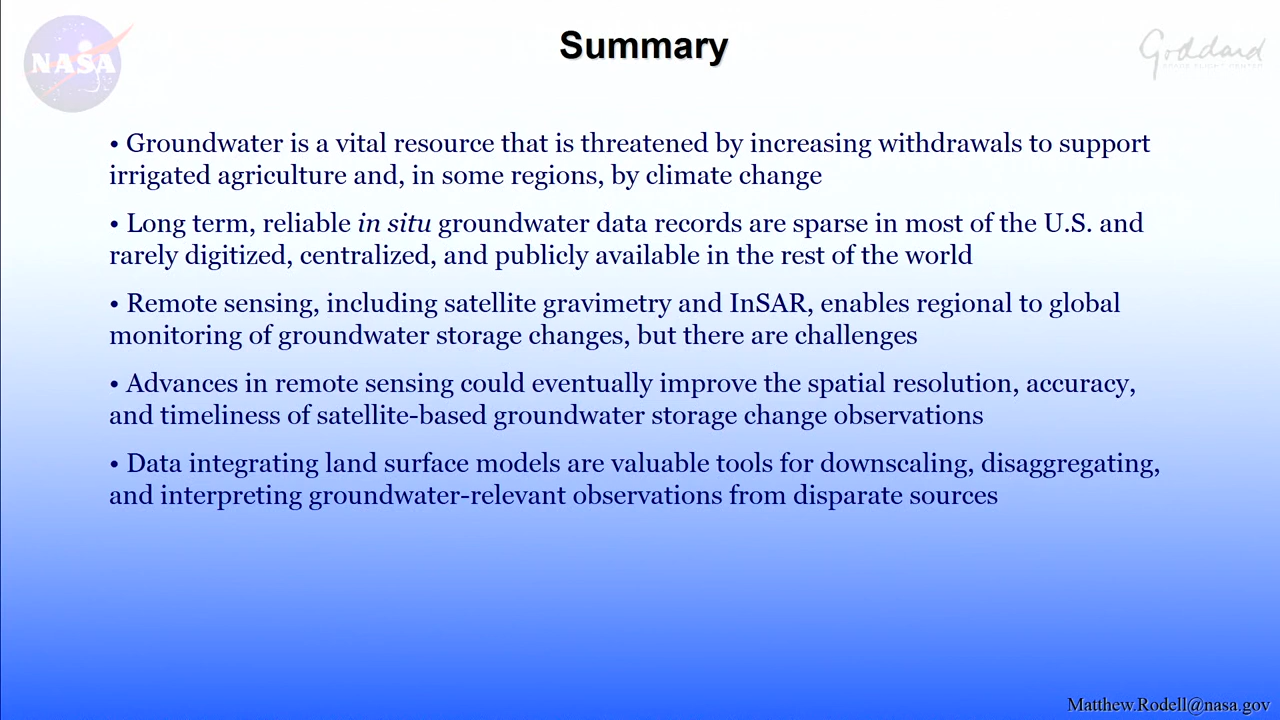 NASA
Summary
Goddard
SPACE FLIGHT CENTER
• Groundwater is a vital resource that is threatened by increasing withdrawals to support
irrigated agriculture and, in some regions, by climate change
• Long term, reliable in situ groundwater data records are sparse in most of the U.S. and
rarely digitized, centralized, and publicly available in the rest of the world
• Remote sensing, including satellite gravimetry and InSAR, enables regional to global
monitoring of groundwater storage changes, but there are challenges
• Advances in remote sensing could eventually improve the spatial resolution, accuracy,
and timeliness of satellite-based groundwater storage change observations
• Data integrating land surface models are valuable tools for downscaling, disaggregating,
and interpreting groundwater-relevant observations from disparate sources
Matthew.Rodell@nasa.gov